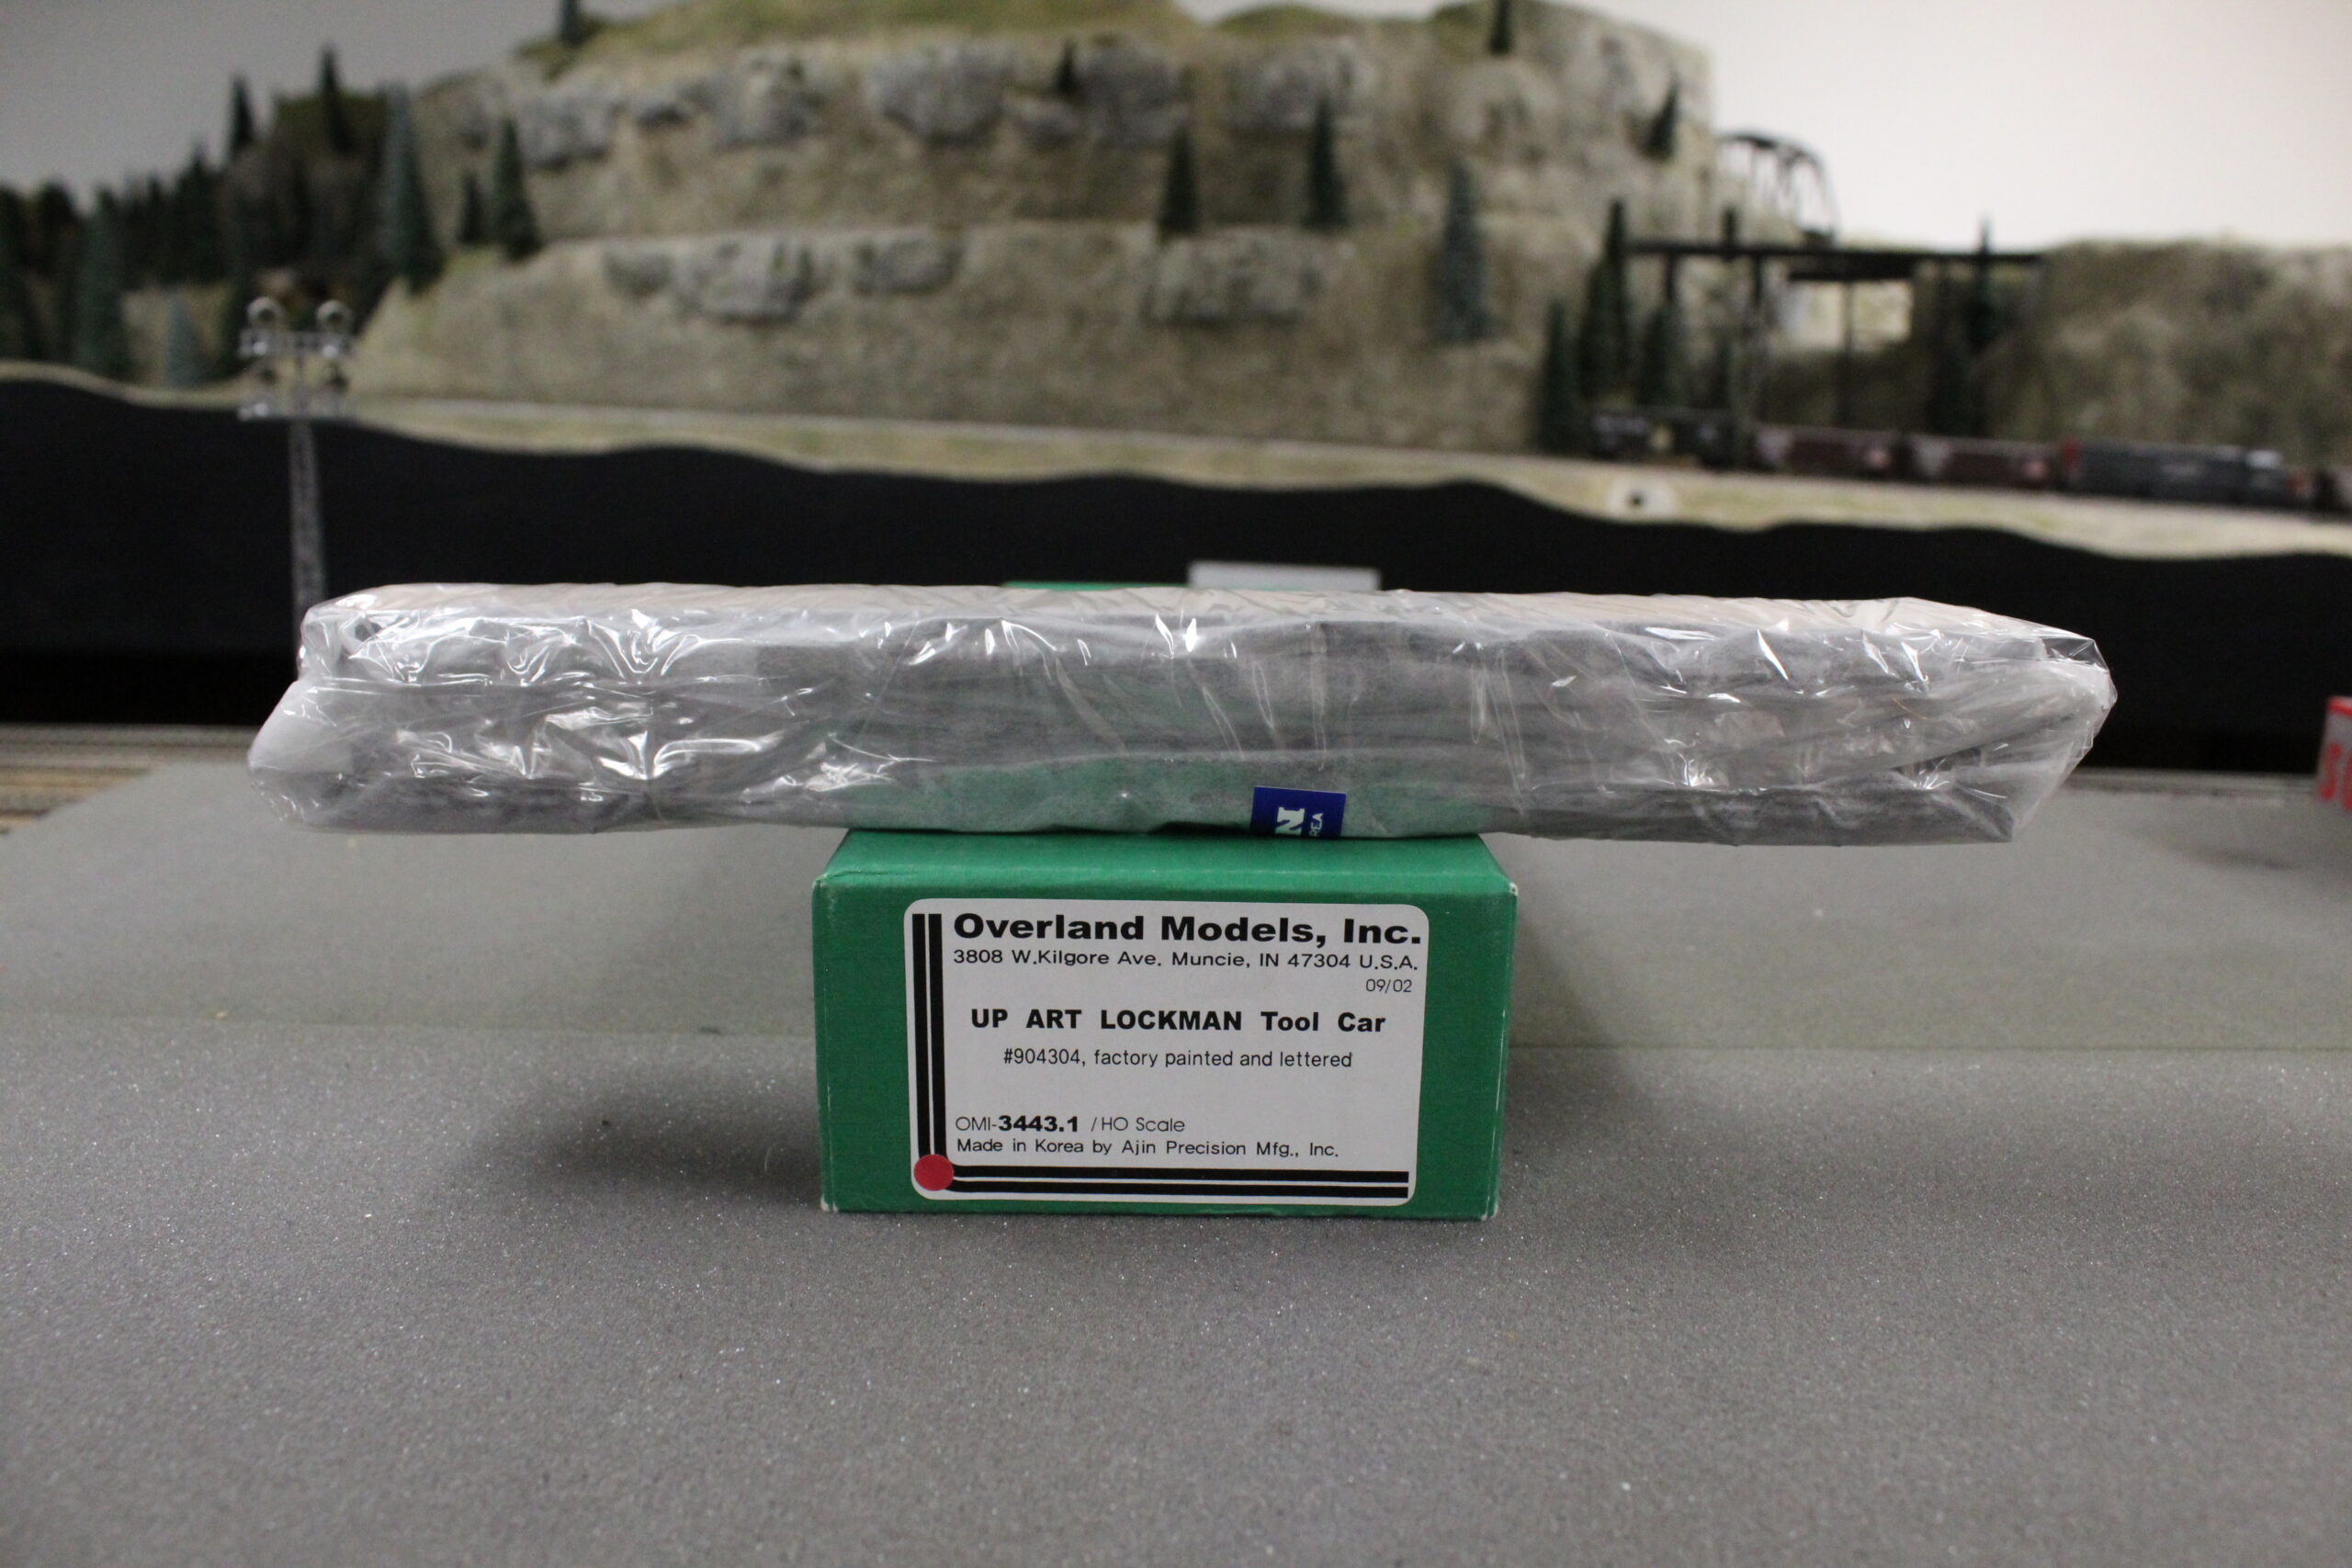 N
REA
Overland Models, Inc.
3808 W.Kilgore Ave. Muncie, IN 47304 U.S.A.
09/02
UP ART LOCKMAN Tool Car
#904304, factory painted and lettered
OMI-3443.1 / HO Scale
Made in Korea by Ajin Precision Mfg., Inc.